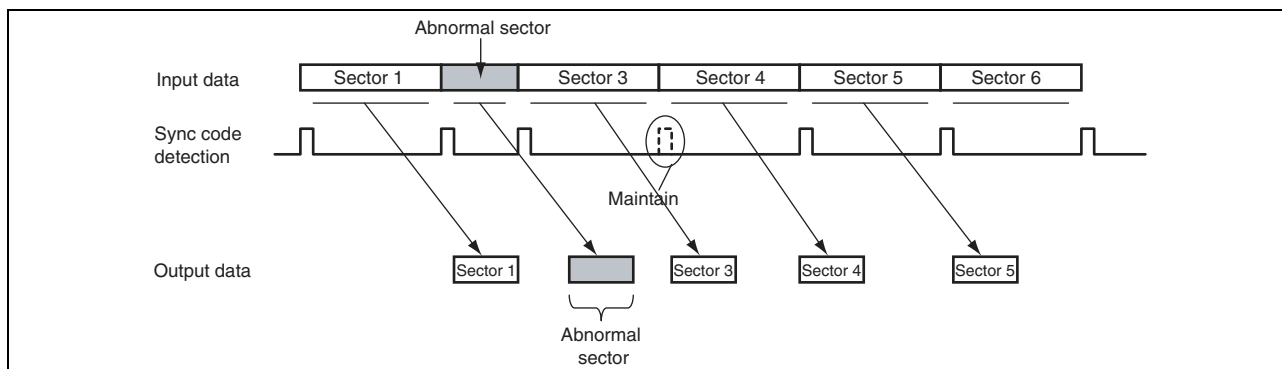 Abnormal sector
Input data
Sector 1
Sector 3
Sector 4
Sector 5
Sector 6
Sync code
detection
Maintain
Output data
Sector 1
Sector 3
Sector 4
Sector 5
Abnormal
sector